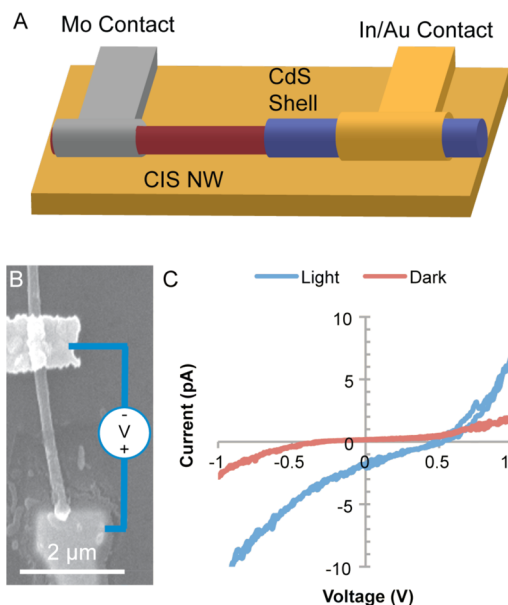 A
Mo Contact
In/Au Contact
CdS
Shell
CIS NW
B
-
V
+
2 μm
C
Light
Dark
Current (pA)
10
5
0
-5
-10
-1
-0.5
0
0.5
1
Voltage (V)